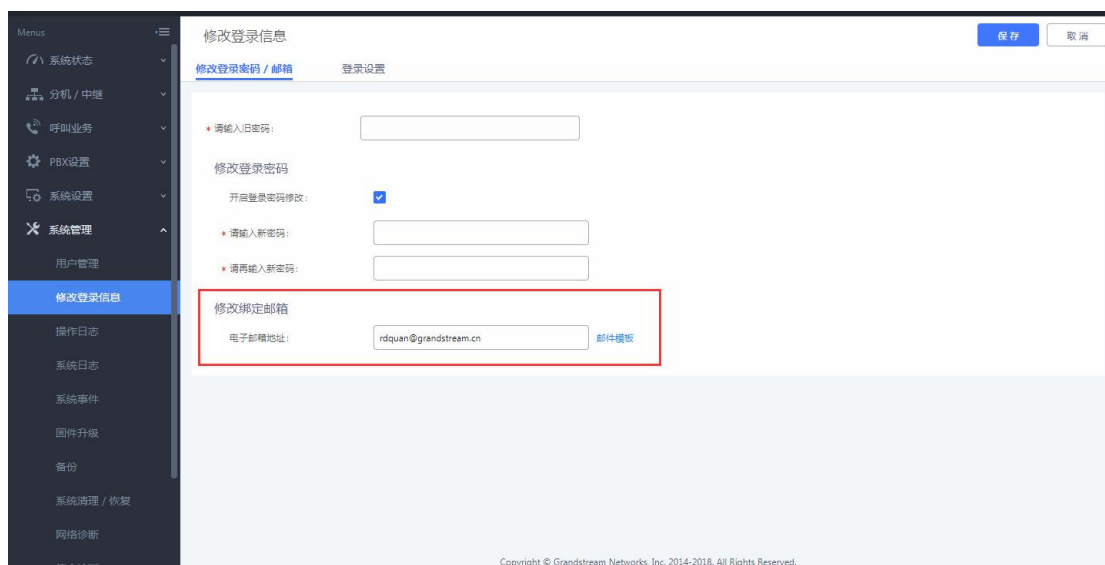 Menus
系统状态
分机 / 中继
呼叫业务
PBX设置
系统设置
系统管理
用户管理
修改登录信息
操作日志
系统日志
系统事件
固件升级
备份
系统清理 / 恢复
网络诊断
修改登录信息
保存
取消
修改登录密码 / 邮箱
登录设置
* 请输入旧密码:
修改登录密码
开启登录密码修改:
* 请输入新密码:
* 请再输入新密码:
修改绑定邮箱
电子邮箱地址:
rdquan@grandstream.cn
邮件模板
Copyright © Grandstream Networks, Inc. 2014-2018. All Rights Reserved.